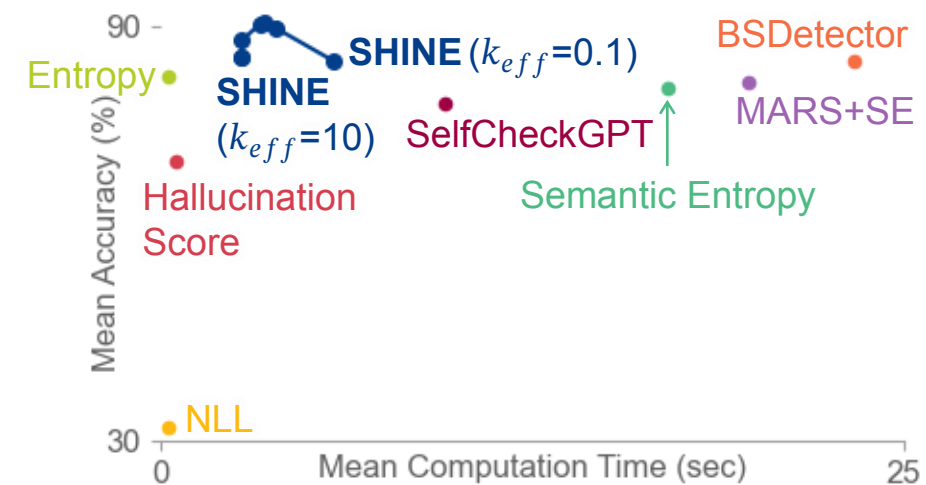 90
SHINE (k_eff=0.1)
BSDetector
Entropy
SHINE
(k_eff=10)
SelfCheckGPT
MARS+SE
Hallucination
Score
Semantic Entropy
Mean Accuracy (%)
NLL
30
0
Mean Computation Time (sec)
25